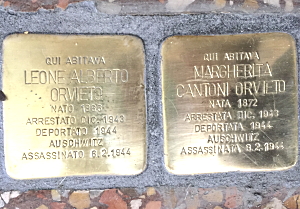 QUI ABITAVA
LEONE ALBERTO
ORVIETO
NATO
ARRESTATO DIC. 1943
DEPORTATO 1944
AUSCHWITZ
ASSASSINATO 6.2.1944
QUI ABITAVA
MARGHERITA
CANTONI ORVIETO
NATA 1872
ARRESTATA DIC. 1943
DEPORTATA 1944
AUSCHWITZ
ASSASSINATA 6.2.1944